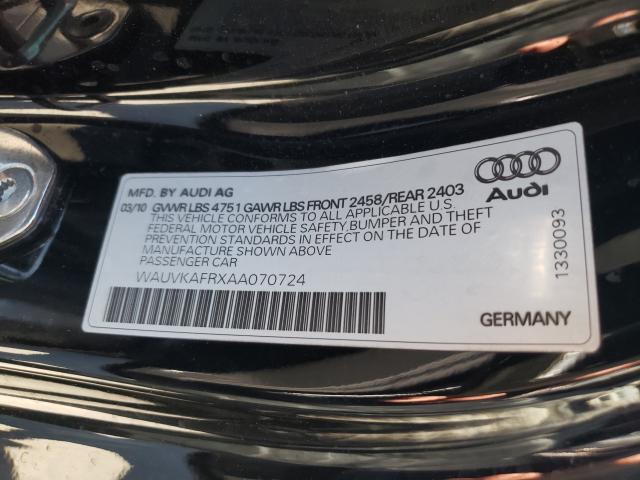 MFD. BY AUDI AG
03/10 GVWR LBS 4751 GAWR LBS FRONT 2458/REAR 2403
THIS VEHICLE CONFORMS TO ALL APPLICABLE U.S.
FEDERAL MOTOR VEHICLE SAFETY,BUMPER AND THEFT
PREVENTION STANDARDS IN EFFECT ON THE DATE OF
MANUFACTURE SHOWN ABOVE
PASSENGER CAR
WAUVKAFRXAA070724
Audi
1330093
GERMANY